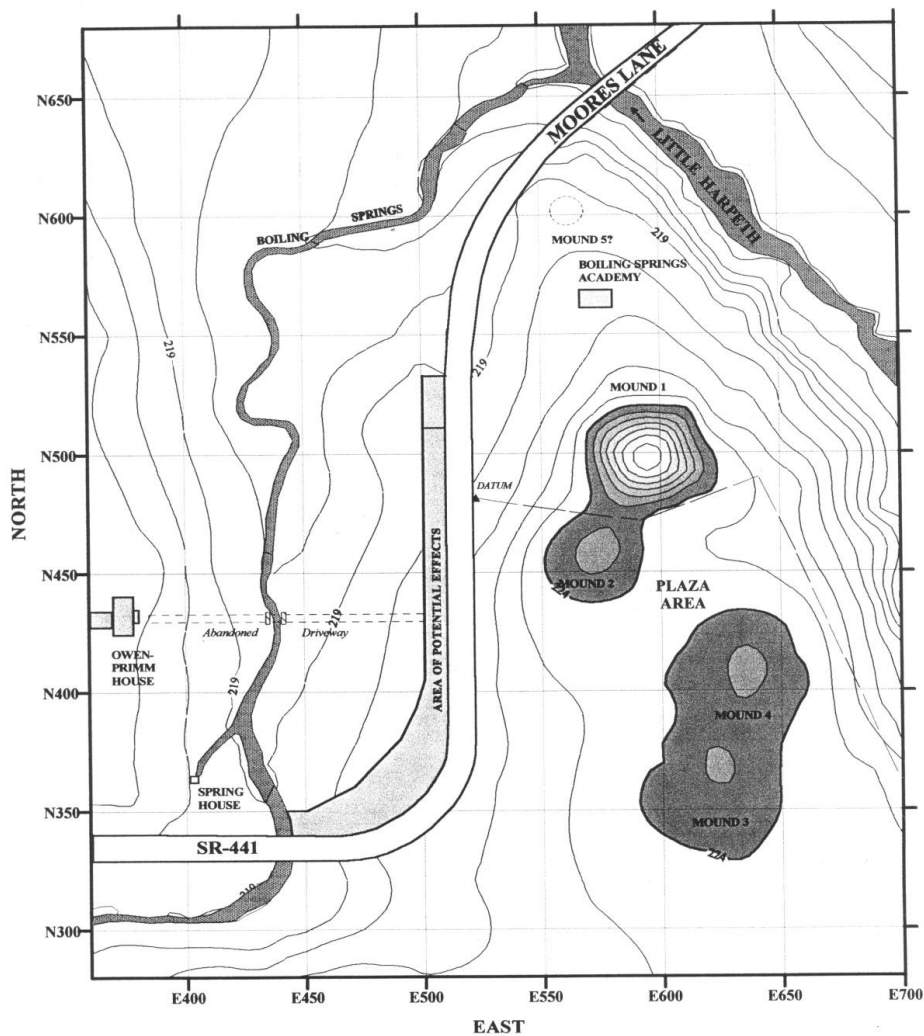 N650
N600
N550
N500
N450
N400
N350
N300
NORTH
MOORES LANE
LITTLE HARPETH
BOILING
SPRINGS
219
MOUND 5?
BOILING SPRINGS
ACADEMY
219
219
MOUND 1
DATUM
MOUND 2
224
PLAZA
AREA
AREA OF POTENTIAL EFFECTS
Abandoned
Driveway
219
OWEN-
PRIMM
HOUSE
219
MOUND 4
SPRING
HOUSE
MOUND 3
224
SR-441
219
E400
E450
E500
E550
E600
E650
E700
EAST